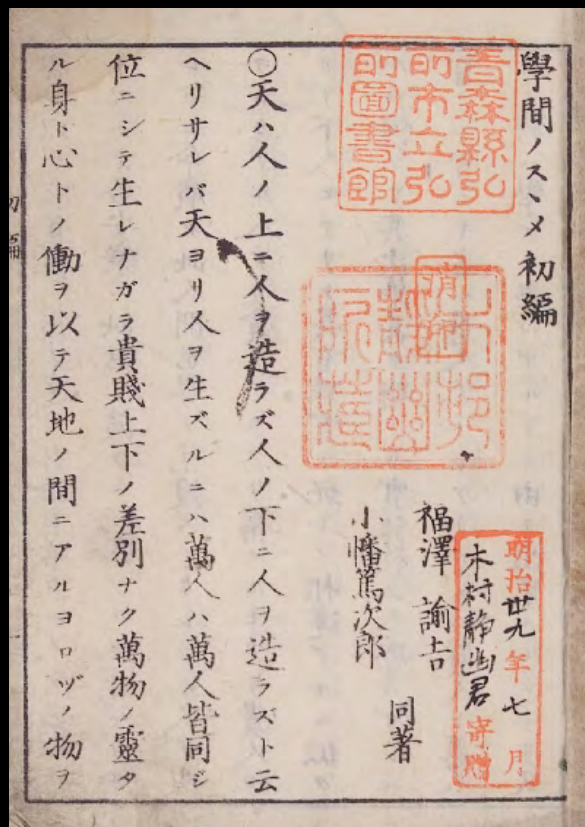 學問ノスヽメ 初編
福澤 諭吉
小幡篤次郎
同著
◯天ハ人ノ上ニ人ヲ造ラズ人ノ下ニ人ヲ造ラズト云
ヘリサレバ天ヨリ人ヲ生ズルニハ萬人ハ萬人皆同ジ
位ニシテ生レナガラ貴賤上下ノ差別ナク萬物ノ靈タ
ル身ト心トノ働ヲ以テ天地ノ間ニアルヨロヅノ物ヲ
青森縣弘
前市立弘
前圖書館
明治丗九年七月
木村靜幽君寄贈
初編